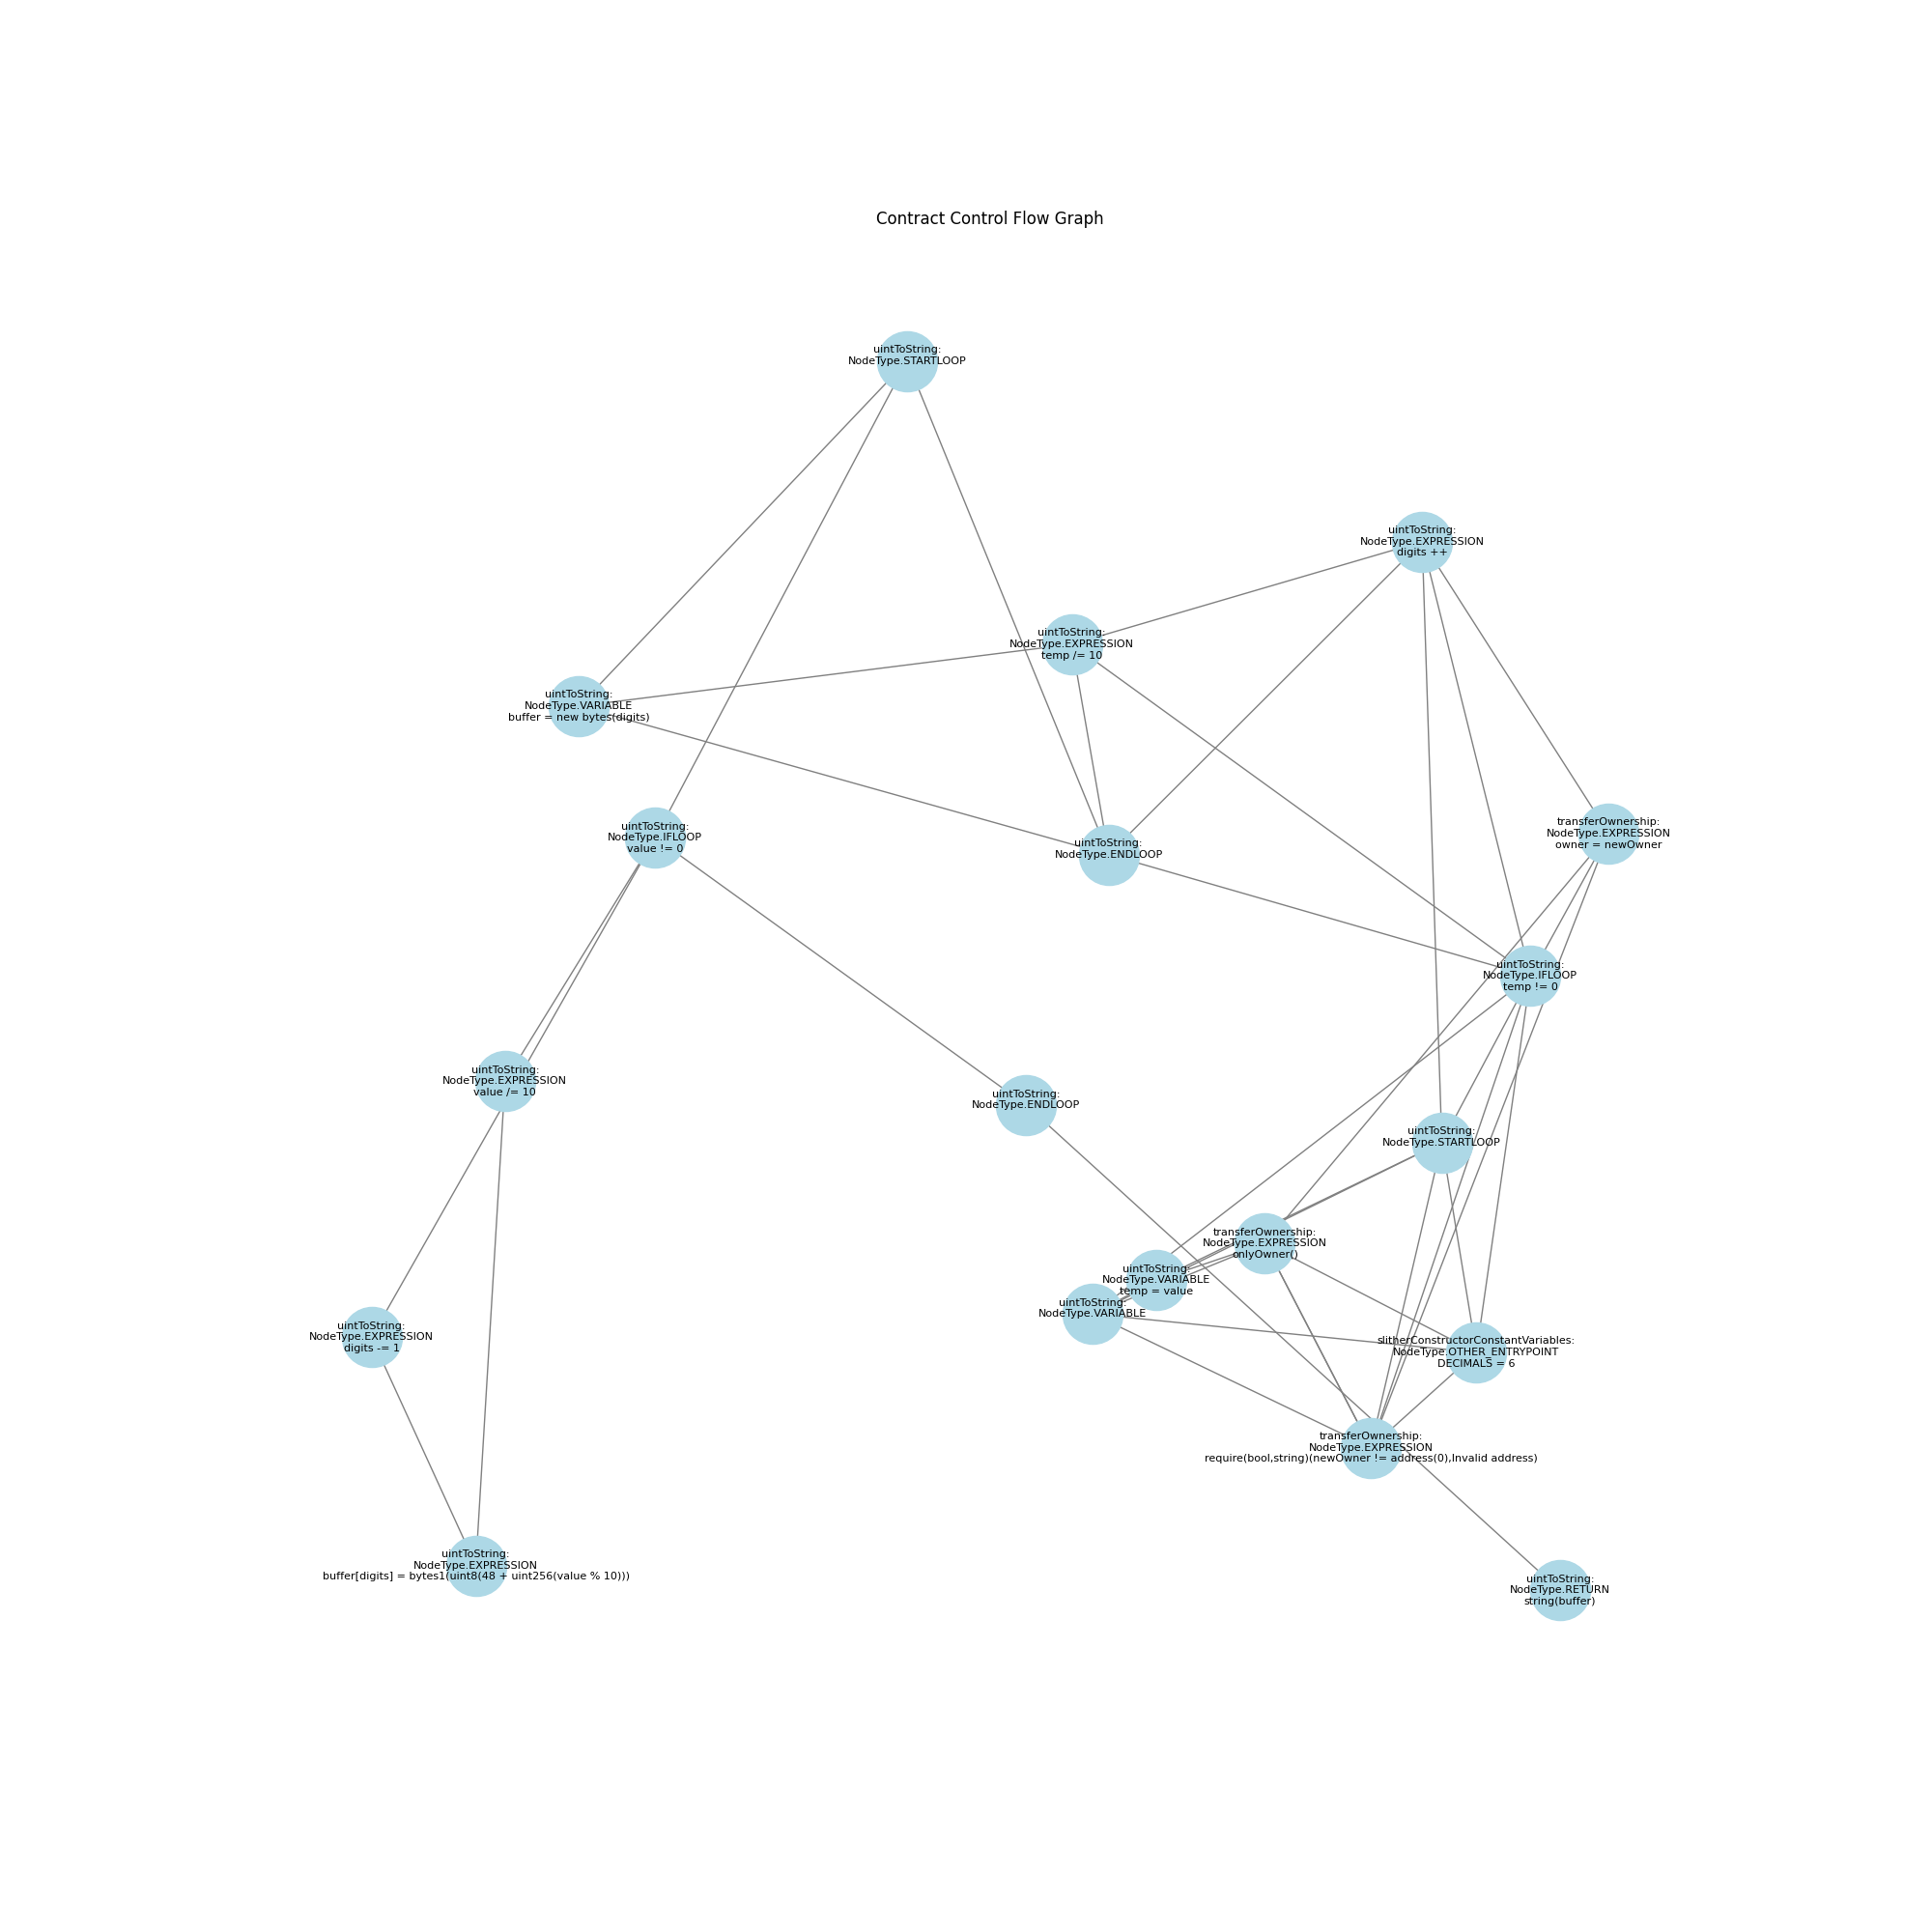 Contract Control Flow Graph
uintToString:
NodeType.STARTLOOP
uintToString:
NodeType.EXPRESSION
digits ++
uintToString:
NodeType.EXPRESSION
temp /= 10
uintToString:
NodeType.VARIABLE
buffer = new bytes(digits)
uintToString:
NodeType.IFLOOP
value != 0
uintToString:
NodeType.ENDLOOP
transferOwnership:
NodeType.EXPRESSION
owner = newOwner
uintToString:
NodeType.IFLOOP
temp != 0
uintToString:
NodeType.EXPRESSION
value /= 10
uintToString:
NodeType.ENDLOOP
uintToString:
NodeType.STARTLOOP
transferOwnership:
NodeType.EXPRESSION
onlyOwner()
uintToString:
NodeType.VARIABLE
temp = value
uintToString:
NodeType.VARIABLE
uintToString:
NodeType.EXPRESSION
digits -= 1
slitherConstructorConstantVariables:
NodeType.OTHER_ENTRYPOINT
DECIMALS = 6
transferOwnership:
NodeType.EXPRESSION
require(bool,string)(newOwner != address(0),Invalid address)
uintToString:
NodeType.EXPRESSION
buffer[digits] = bytes1(uint8(48 + uint256(value % 10)))
uintToString:
NodeType.RETURN
string(buffer)